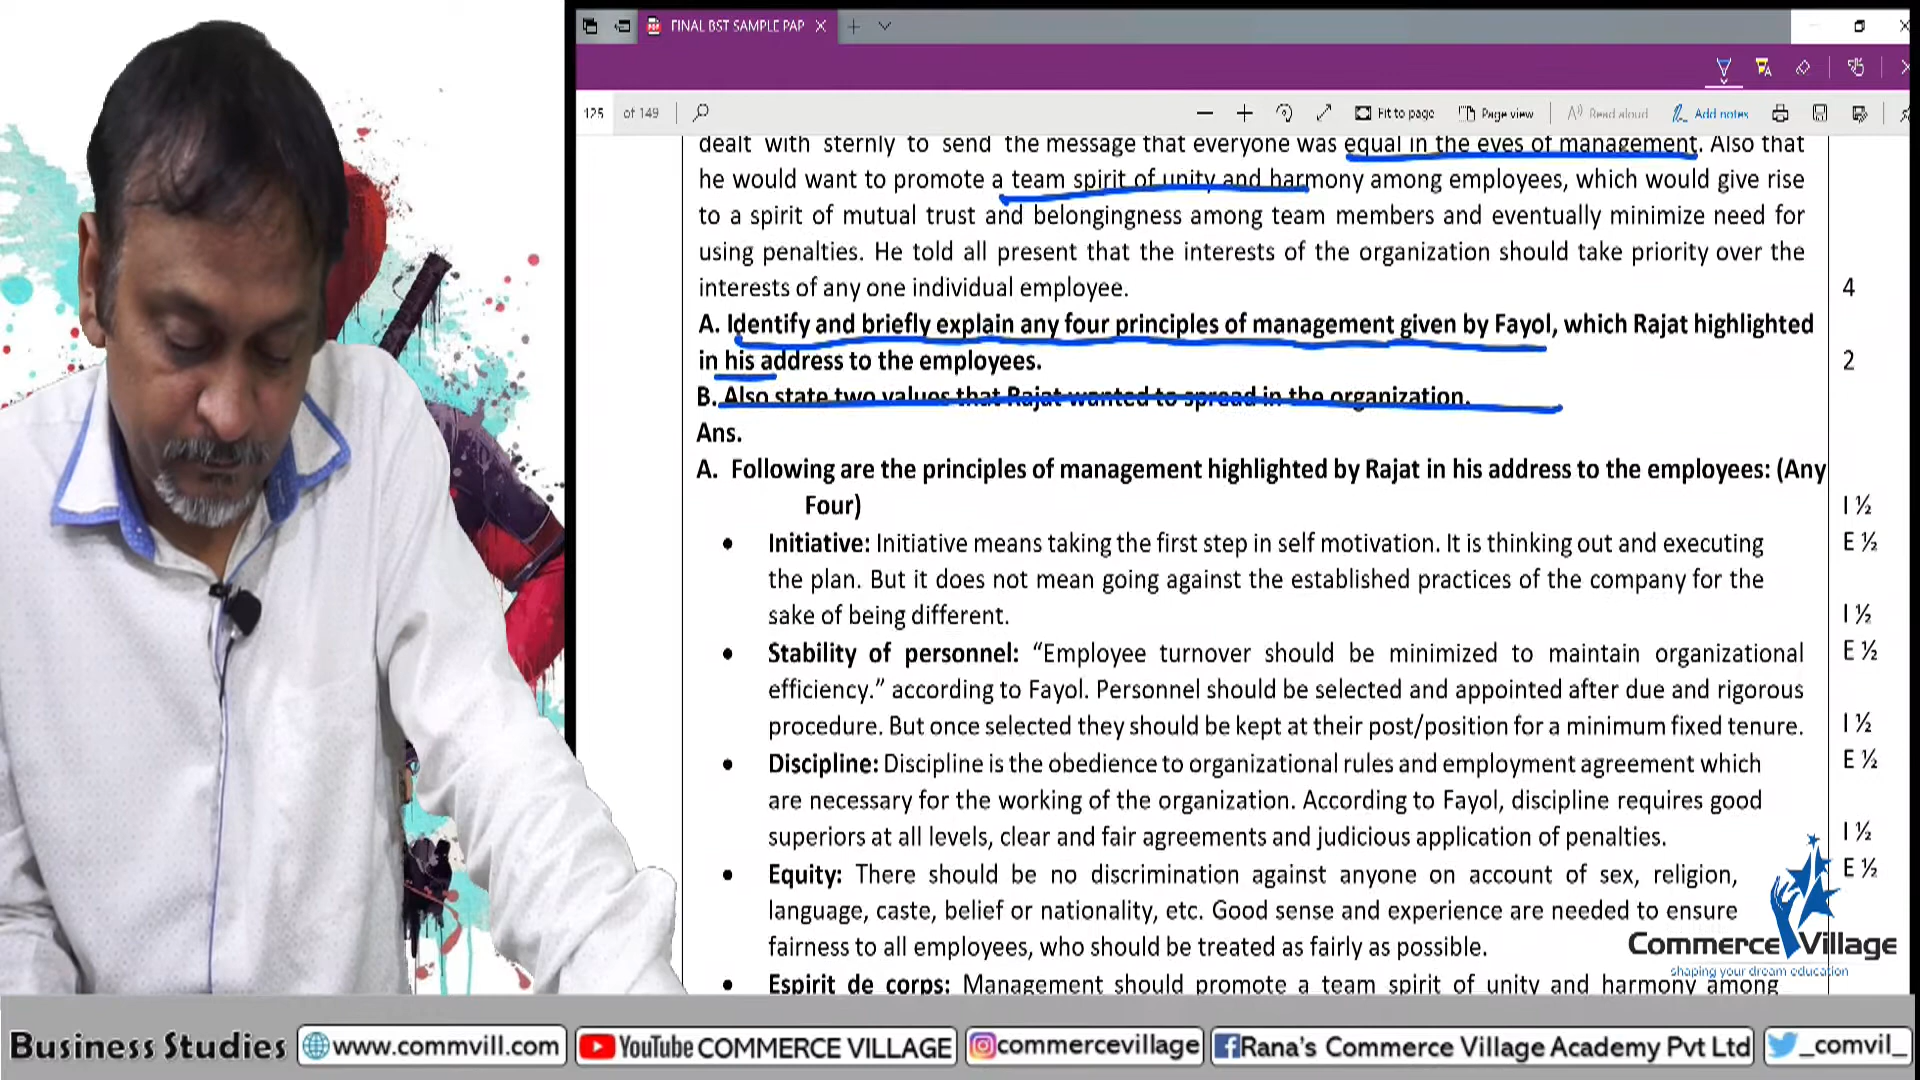 FINAL BST SAMPLE PAP
125 of 149
Fit to page
Page view
Read aloud
Add notes
dealt with sternly to send the message that everyone was equal in the eyes of management. Also that
he would want to promote a team spirit of unity and harmony among employees, which would give rise
to a spirit of mutual trust and belongingness among team members and eventually minimize need for
using penalties. He told all present that the interests of the organization should take priority over the
interests of any one individual employee.
4
A. Identify and briefly explain any four principles of management given by Fayol, which Rajat highlighted
in his address to the employees.
2
B. Also state two values that Rajat wanted to spread in the organization.
Ans.
A. Following are the principles of management highlighted by Rajat in his address to the employees: (Any
Four)
I ½
• Initiative: Initiative means taking the first step in self motivation. It is thinking out and executing
E ½
the plan. But it does not mean going against the established practices of the company for the
sake of being different.
I ½
• Stability of personnel: “Employee turnover should be minimized to maintain organizational
E ½
efficiency.” according to Fayol. Personnel should be selected and appointed after due and rigorous
procedure. But once selected they should be kept at their post/position for a minimum fixed tenure.
I ½
• Discipline: Discipline is the obedience to organizational rules and employment agreement which
E ½
are necessary for the working of the organization. According to Fayol, discipline requires good
superiors at all levels, clear and fair agreements and judicious application of penalties.
I ½
• Equity: There should be no discrimination against anyone on account of sex, religion,
E ½
language, caste, belief or nationality, etc. Good sense and experience are needed to ensure
fairness to all employees, who should be treated as fairly as possible.
• Espirit de corps: Management should promote a team spirit of unity and harmony among
Commerce Village
shaping your dream education
Business Studies
www.commvill.com
YouTube COMMERCE VILLAGE
commercevillage
Rana's Commerce Village Academy Pvt Ltd
_comvil_